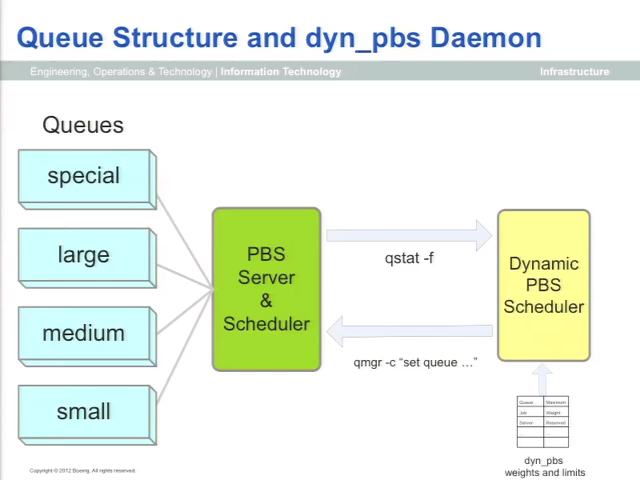 Queue Structure and dyn_pbs Daemon
Engineering, Operations & Technology | Information Technology
Infrastructure
Queues
special
large
medium
small
PBS
Server
&
Scheduler
qstat -f
qmgr -c “set queue …”
Dynamic
PBS
Scheduler
Queue Maximum
Job Weight
Server Reserved
... ...
dyn_pbs
weights and limits
Copyright © 2012 Boeing. All rights reserved.